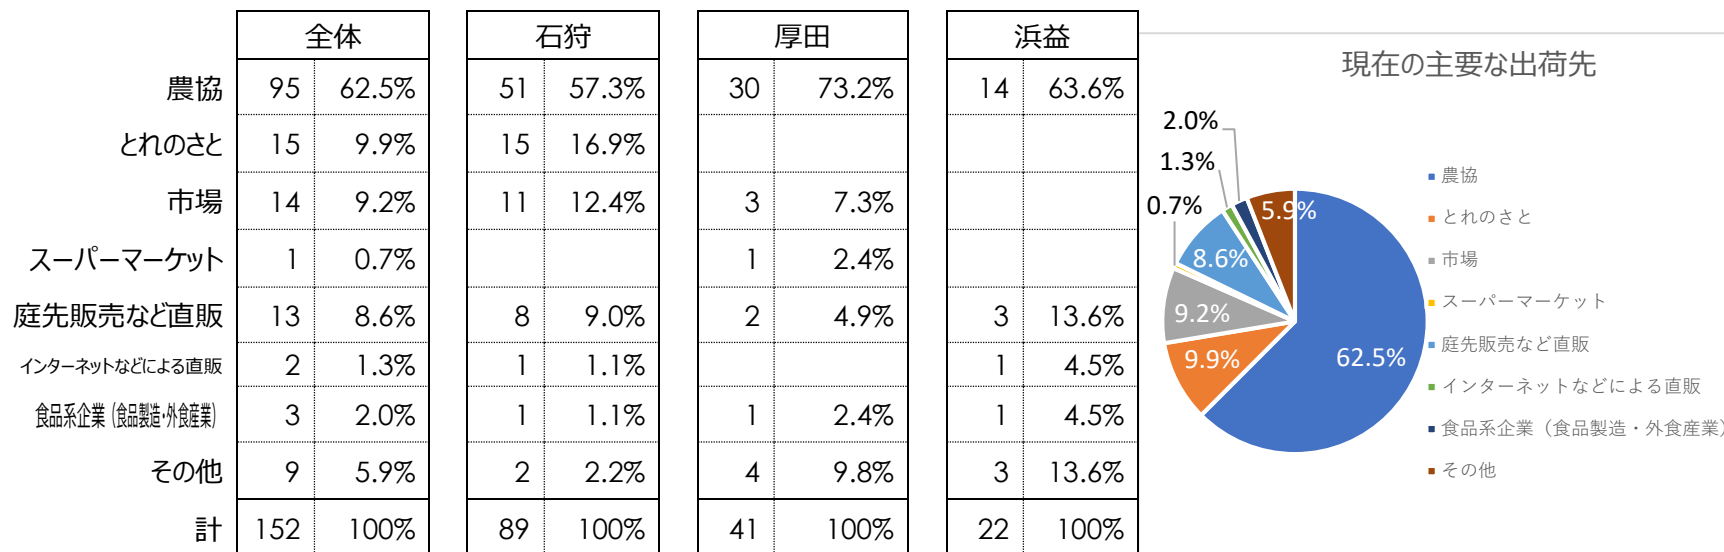 全体 石狩 厚田 浜益
農協 95 62.5% 51 57.3% 30 73.2% 14 63.6%
とれのさと 15 9.9% 15 16.9%
市場 14 9.2% 11 12.4% 3 7.3%
スーパーマーケット 1 0.7% 1 2.4%
庭先販売など直販 13 8.6% 8 9.0% 2 4.9% 3 13.6%
インターネットなどによる直販 2 1.3% 1 1.1% 1 4.5%
食品系企業(食品製造・外食産業) 3 2.0% 1 1.1% 1 2.4% 1 4.5%
その他 9 5.9% 2 2.2% 4 9.8% 3 13.6%
計 152 100% 89 100% 41 100% 22 100%
現在の主要な出荷先
2.0%
1.3%
0.7%
5.9%
8.6%
9.2%
9.9%
62.5%
農協
とれのさと
市場
スーパーマーケット
庭先販売など直販
インターネットなどによる直販
食品系企業(食品製造・外食産業)
その他